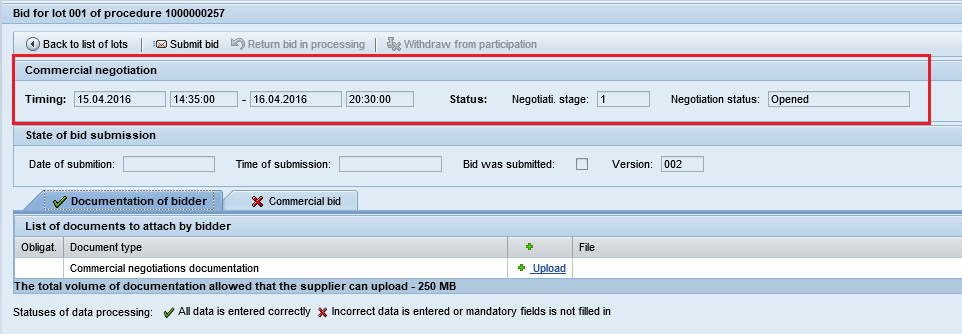 Bid for lot 001 of procedure 1000000257
Back to list of lots Submit bid Return bid in processing Withdraw from participation
Commercial negotiation
Timing: 15.04.2016 14:35:00 - 16.04.2016 20:30:00 Status: Negotiati. stage: 1 Negotiation status: Opened
State of bid submission
Date of submition: Time of submission: Bid was submitted: Version: 002
Documentation of bidder Commercial bid
List of documents to attach by bidder
Obligat. Document type File
Commercial negotiations documentation Upload
The total volume of documentation allowed that the supplier can upload - 250 MB
Statuses of data processing: All data is entered correctly Incorrect data is entered or mandatory fields is not filled in